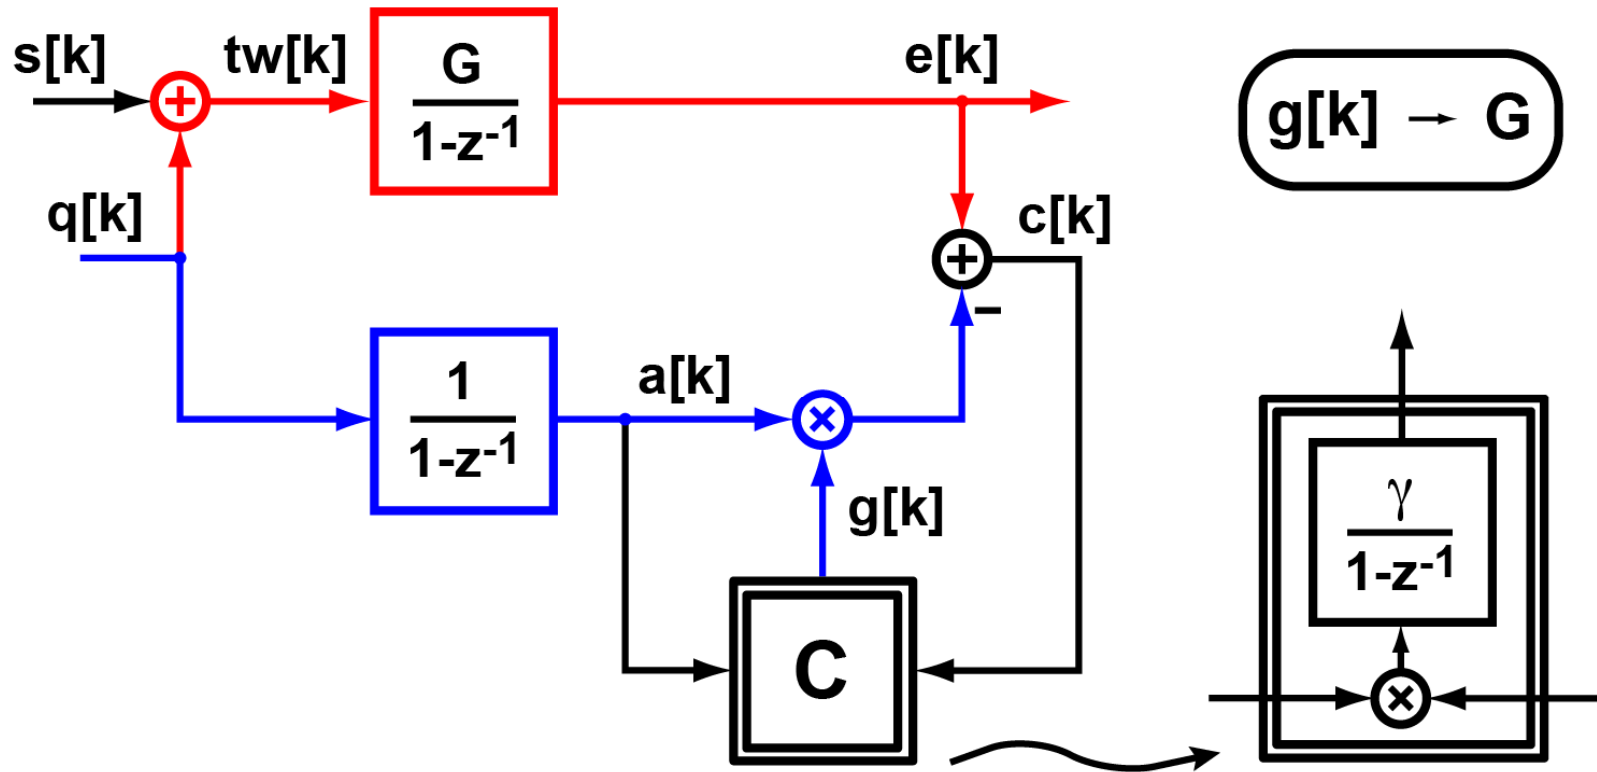 s[k]
tw[k]
G
1-z-1
e[k]
g[k] → G
q[k]
c[k]
+
+
−
1
1-z-1
a[k]
×
g[k]
C
γ
1-z-1
×